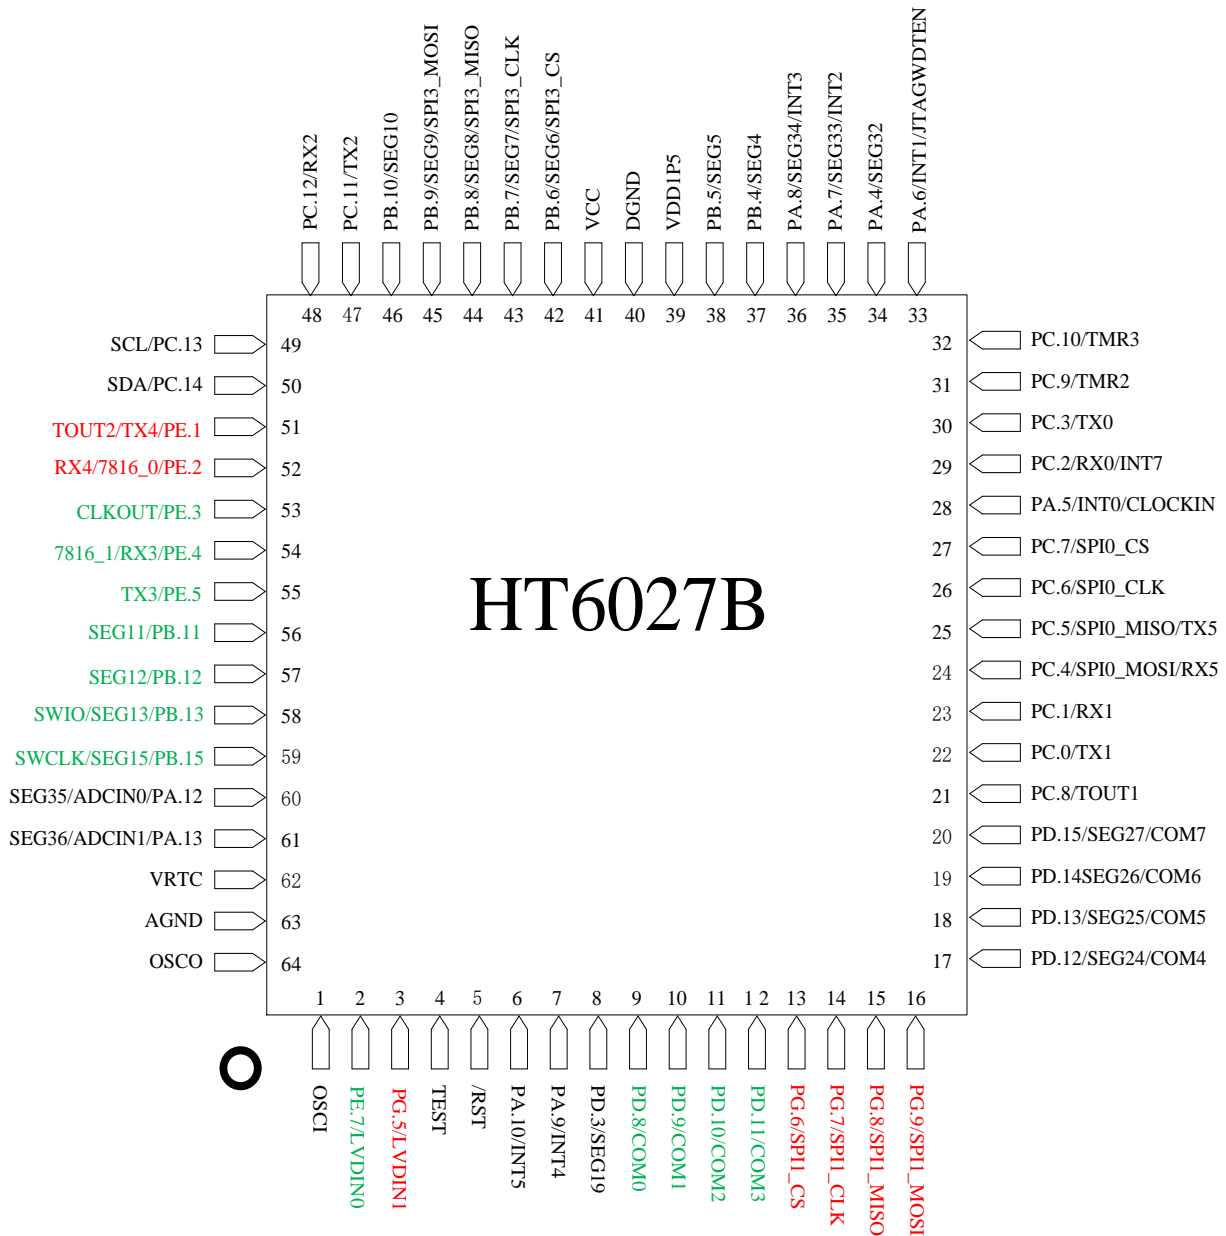 PC.12/RX2
PC.11/TX2
PB.10/SEG10
PB.9/SEG9/SPI3_MOSI
PB.8/SEG8/SPI3_MISO
PB.7/SEG7/SPI3_CLK
PB.6/SEG6/SPI3_CS
VCC
DGND
VDD1P5
PB.5/SEG5
PB.4/SEG4
PA.8/SEG34/INT3
PA.7/SEG33/INT2
PA.4/SEG32
PA.6/INT1/JTAGWDTEN
48 47 46 45 44 43 42 41 40 39 38 37 36 35 34 33
SCL/PC.13 49
SDA/PC.14 50
TOUT2/TX4/PE.1 51
RX4/7816_0/PE.2 52
CLKOUT/PE.3 53
7816_1/RX3/PE.4 54
TX3/PE.5 55
SEG11/PB.11 56
SEG12/PB.12 57
SWIO/SEG13/PB.13 58
SWCLK/SEG15/PB.15 59
SEG35/ADCIN0/PA.12 60
SEG36/ADCIN1/PA.13 61
VRTC 62
AGND 63
OSCO 64
HT6027B
32 PC.10/TMR3
31 PC.9/TMR2
30 PC.3/TX0
29 PC.2/RX0/INT7
28 PA.5/INT0/CLOCKIN
27 PC.7/SPI0_CS
26 PC.6/SPI0_CLK
25 PC.5/SPI0_MISO/TX5
24 PC.4/SPI0_MOSI/RX5
23 PC.1/RX1
22 PC.0/TX1
21 PC.8/TOUT1
20 PD.15/SEG27/COM7
19 PD.14SEG26/COM6
18 PD.13/SEG25/COM5
17 PD.12/SEG24/COM4
1 2 3 4 5 6 7 8 9 10 11 1 2 13 14 15 16
OSCI
PE.7/LVDIN0
PG.5/LVDIN1
TEST
/RST
PA.10/INT5
PA.9/INT4
PD.3/SEG19
PD.8/COM0
PD.9/COM1
PD.10/COM2
PD.11/COM3
PG.6/SPI1_CS
PG.7/SPI1_CLK
PG.8/SPI1_MISO
PG.9/SPI1_MOSI